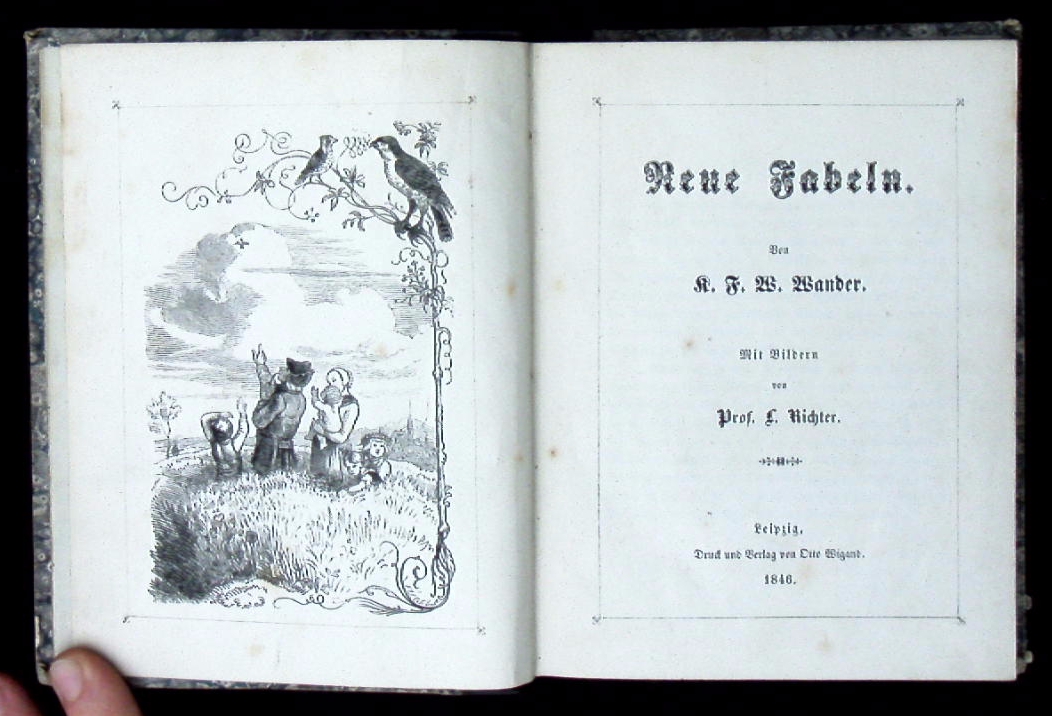 Neue Fabeln.
Von
K. F. W. Wander.
Mit Bildern
von
Prof. L. Richter.
Leipzig,
Druck und Verlag von Otto Wigand.
1846.